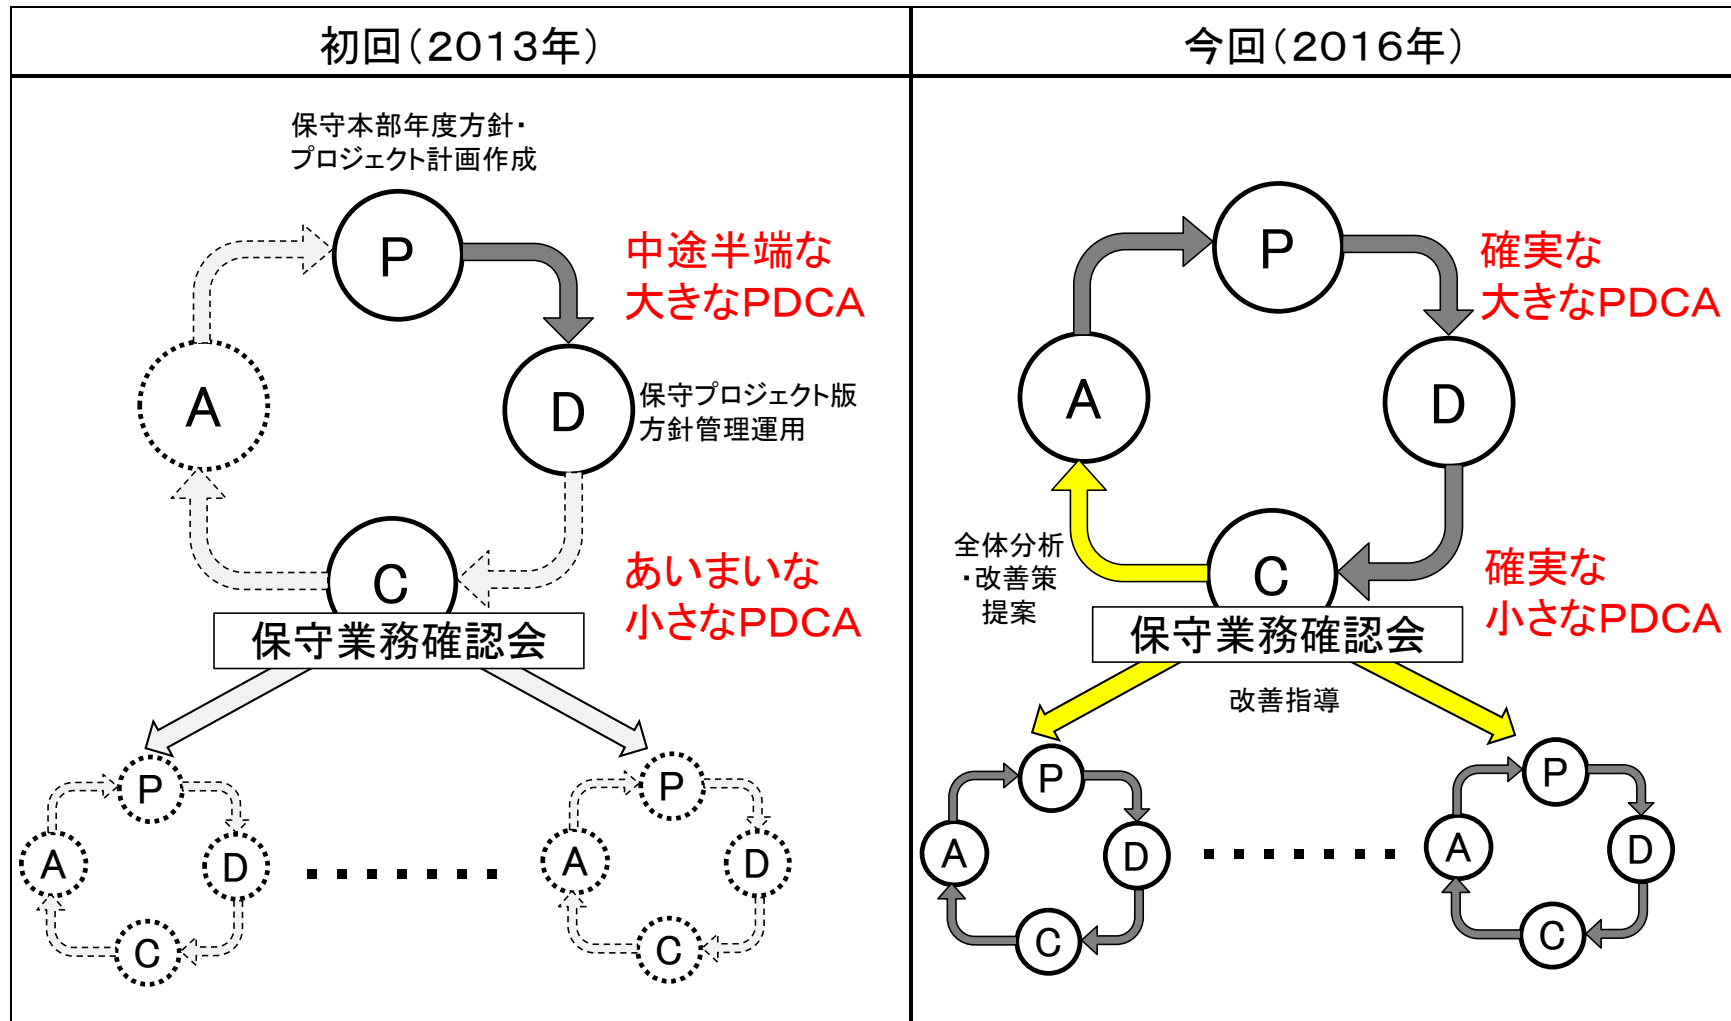 初回（２０１３年）
保守本部年度方針・
プロジェクト計画作成
P
中途半端な
大きなPDCA
A
D
保守プロジェクト版
方針管理運用
C
あいまいな
小さなPDCA
保守業務確認会
P
A
D
C
P
A
D
C
今回（２０１６年）
P
確実な
大きなPDCA
A
D
全体分析
・改善策
提案
C
確実な
小さなPDCA
保守業務確認会
改善指導
P
A
D
C
P
A
D
C